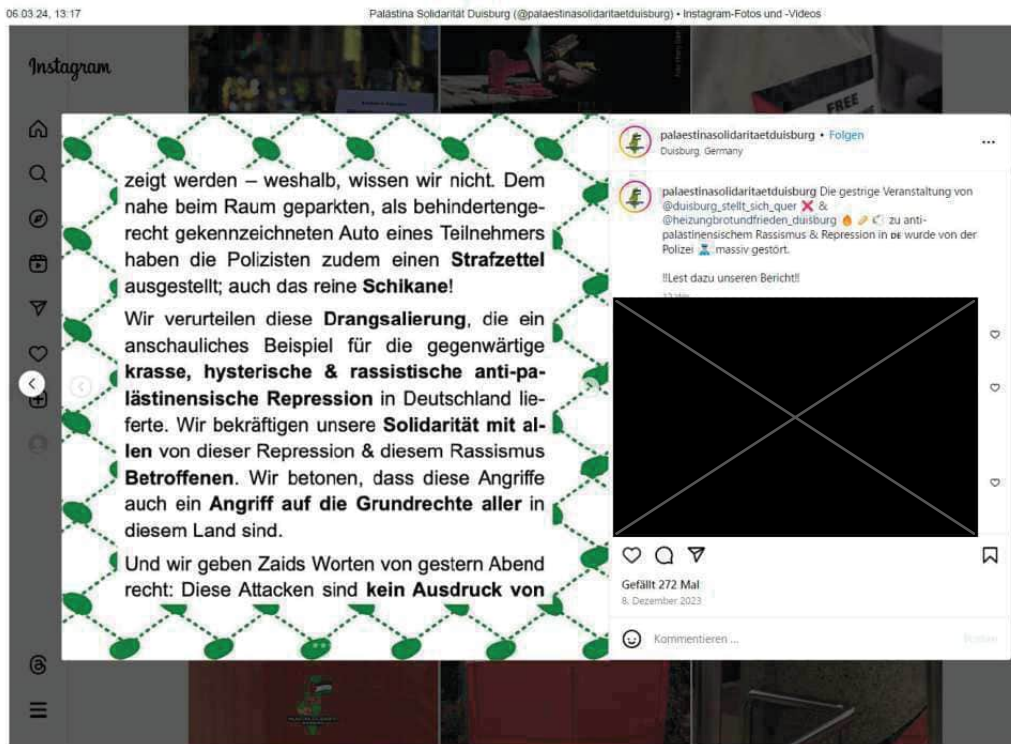 06.03.24, 13:17
Palästina Solidarität Duisburg (@palaestinasolidaritaetduisburg) • Instagram-Fotos und -Videos
Instagram
FREE
zeigt werden – weshalb, wissen wir nicht. Dem
nahe beim Raum geparkten, als behindertenge-
recht gekennzeichneten Auto eines Teilnehmers
haben die Polizisten zudem einen Strafzettel
ausgestellt; auch das reine Schikane!
Wir verurteilen diese Drangsalierung, die ein
anschauliches Beispiel für die gegenwärtige
krasse, hysterische & rassistische anti-pa-
lästinensische Repression in Deutschland lie-
ferte. Wir bekräftigen unsere Solidarität mit al-
len von dieser Repression & diesem Rassismus
Betroffenen. Wir betonen, dass diese Angriffe
auch ein Angriff auf die Grundrechte aller in
diesem Land sind.
Und wir geben Zaids Worten von gestern Abend
recht: Diese Attacken sind kein Ausdruck von
palaestinasolidaritaetduisburg • Folgen
Duisburg, Germany
palaestinasolidaritaetduisburg Die gestrige Veranstaltung von
@duisburg_stellt_sich_quer ❌ &
@heizungbrotundfrieden_duisburg 🔥 🥖 🕊 zu anti-
palästinensischem Rassismus & Repression in DE wurde von der
Polizei 👮 massiv gestört.
‼Lest dazu unseren Bericht‼
Gefällt 272 Mal
8. Dezember 2023
Kommentieren ...